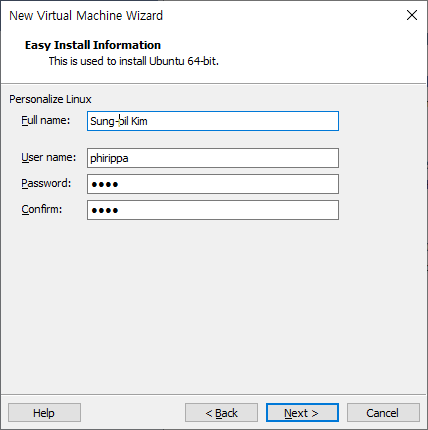 New Virtual Machine Wizard
Easy Install Information
This is used to install Ubuntu 64-bit.
Personalize Linux
Full name: Sung-bil Kim
User name: phirippa
Password: ●●●●
Confirm: ●●●●
Help < Back Next > Cancel